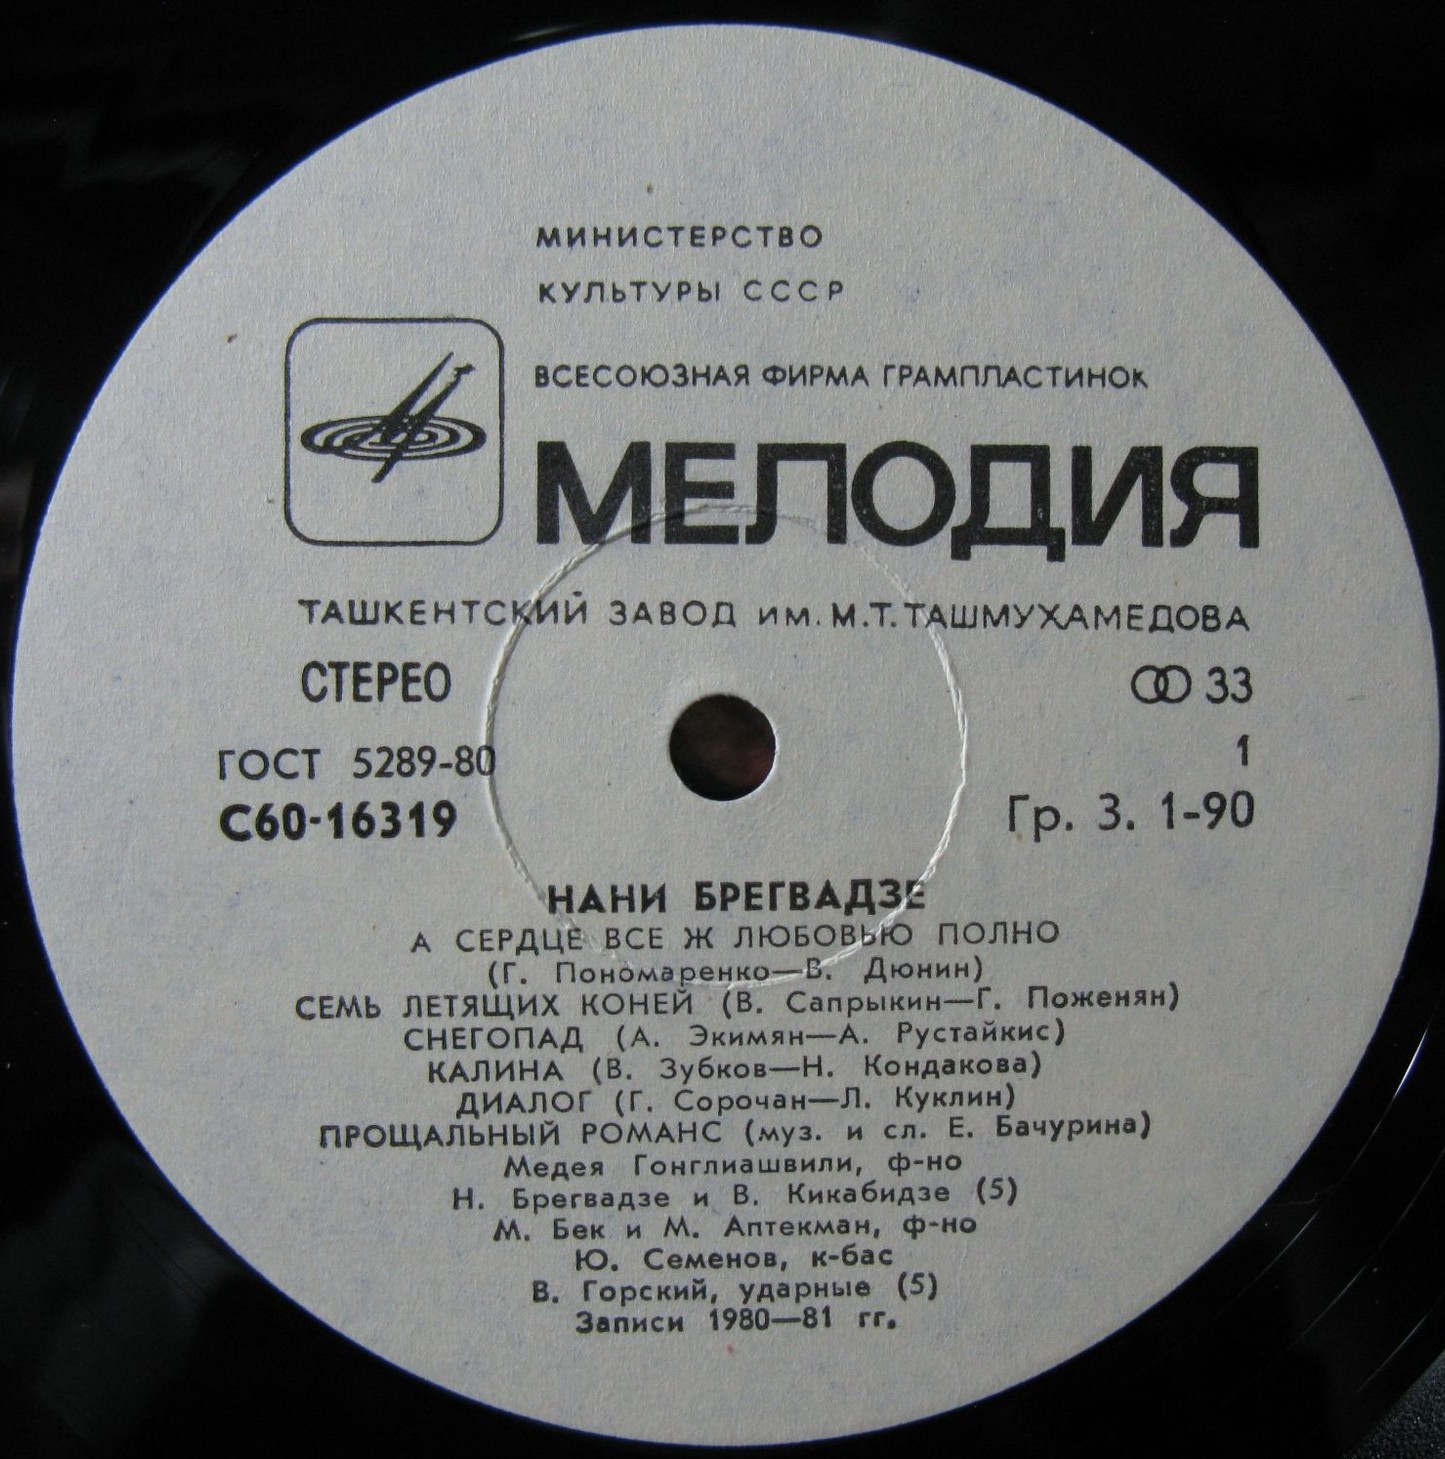 МИНИСТЕРСТВО
КУЛЬТУРЫ СССР
ВСЕСОЮЗНАЯ ФИРМА ГРАМПЛАСТИНОК
МЕЛОДИЯ
ТАШКЕНТСКИЙ ЗАВОД им. М.Т. ТАШМУХАМЕДОВА
СТЕРЕО 33
ГОСТ 5289-80 1
С60-16319 Гр. 3. 1-90
НАНИ БРЕГВАДЗЕ
А СЕРДЦЕ ВСЕ Ж ЛЮБОВЬЮ ПОЛНО
(Г. Пономаренко—В. Дюнин)
СЕМЬ ЛЕТЯЩИХ КОНЕЙ (В. Сапрыкин—Г. Поженян)
СНЕГОПАД (А. Экимян—А. Рустайкис)
КАЛИНА (В. Зубков—Н. Кондакова)
ДИАЛОГ (Г. Сорочан—Л. Куклин)
ПРОЩАЛЬНЫЙ РОМАНС (муз. и сл. Е. Бачурина)
Медея Гонглиашвили, ф-но
Н. Брегвадзе и В. Кикабидзе (5)
М. Бек и М. Аптекман, ф-но
Ю. Семенов, к-бас
В. Горский, ударные (5)
Записи 1980—81 гг.